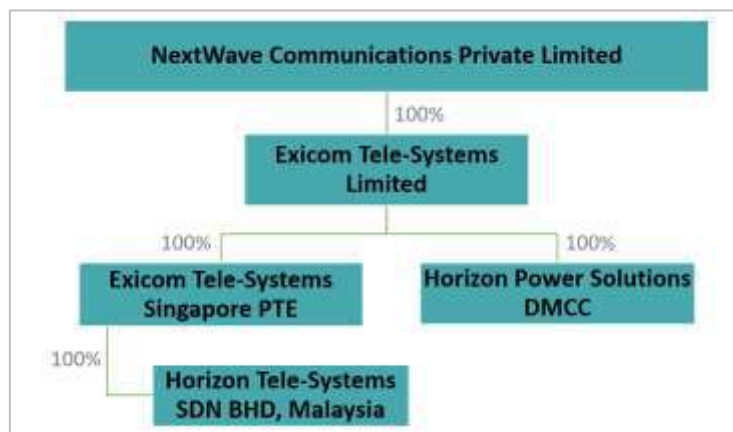 NextWave Communications Private Limited
100%
Exicom Tele-Systems
Limited
100%
100%
Exicom Tele-Systems
Singapore PTE
Horizon Power Solutions
DMCC
100%
Horizon Tele-Systems
SDN BHD, Malaysia